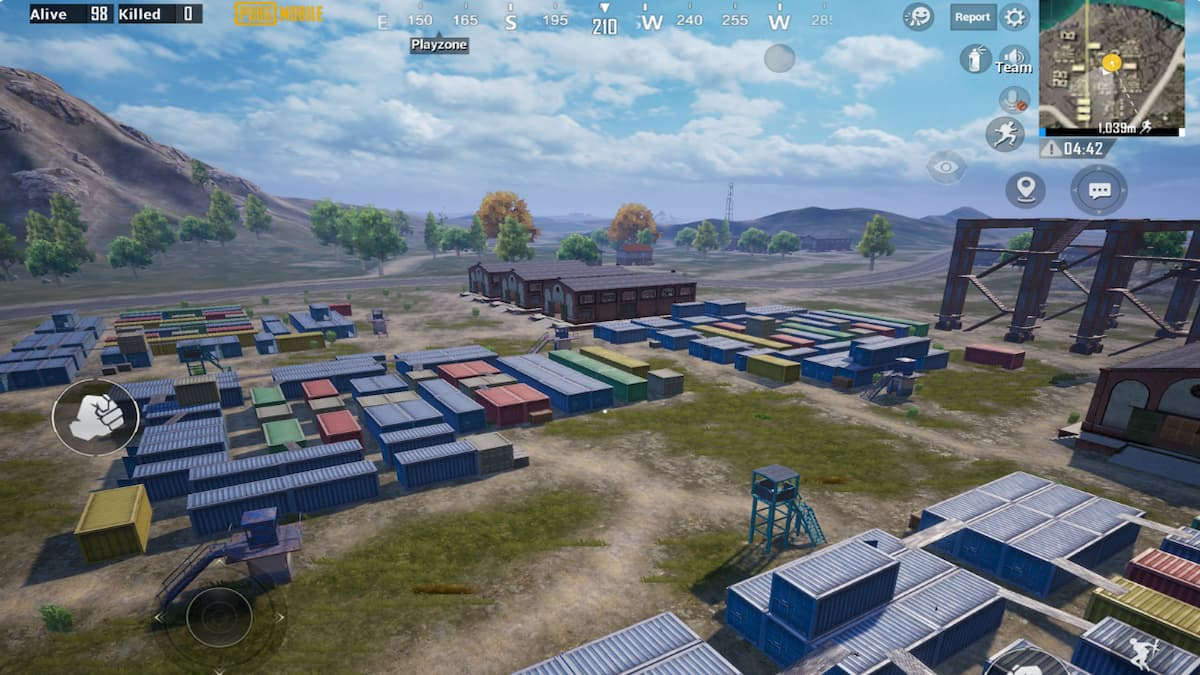 Alive 98 Killed 0 PUBG MOBILE
E 150 165 S 195 210 W 240 255 W 285
Playzone
Report
Team
1,039m
04:42